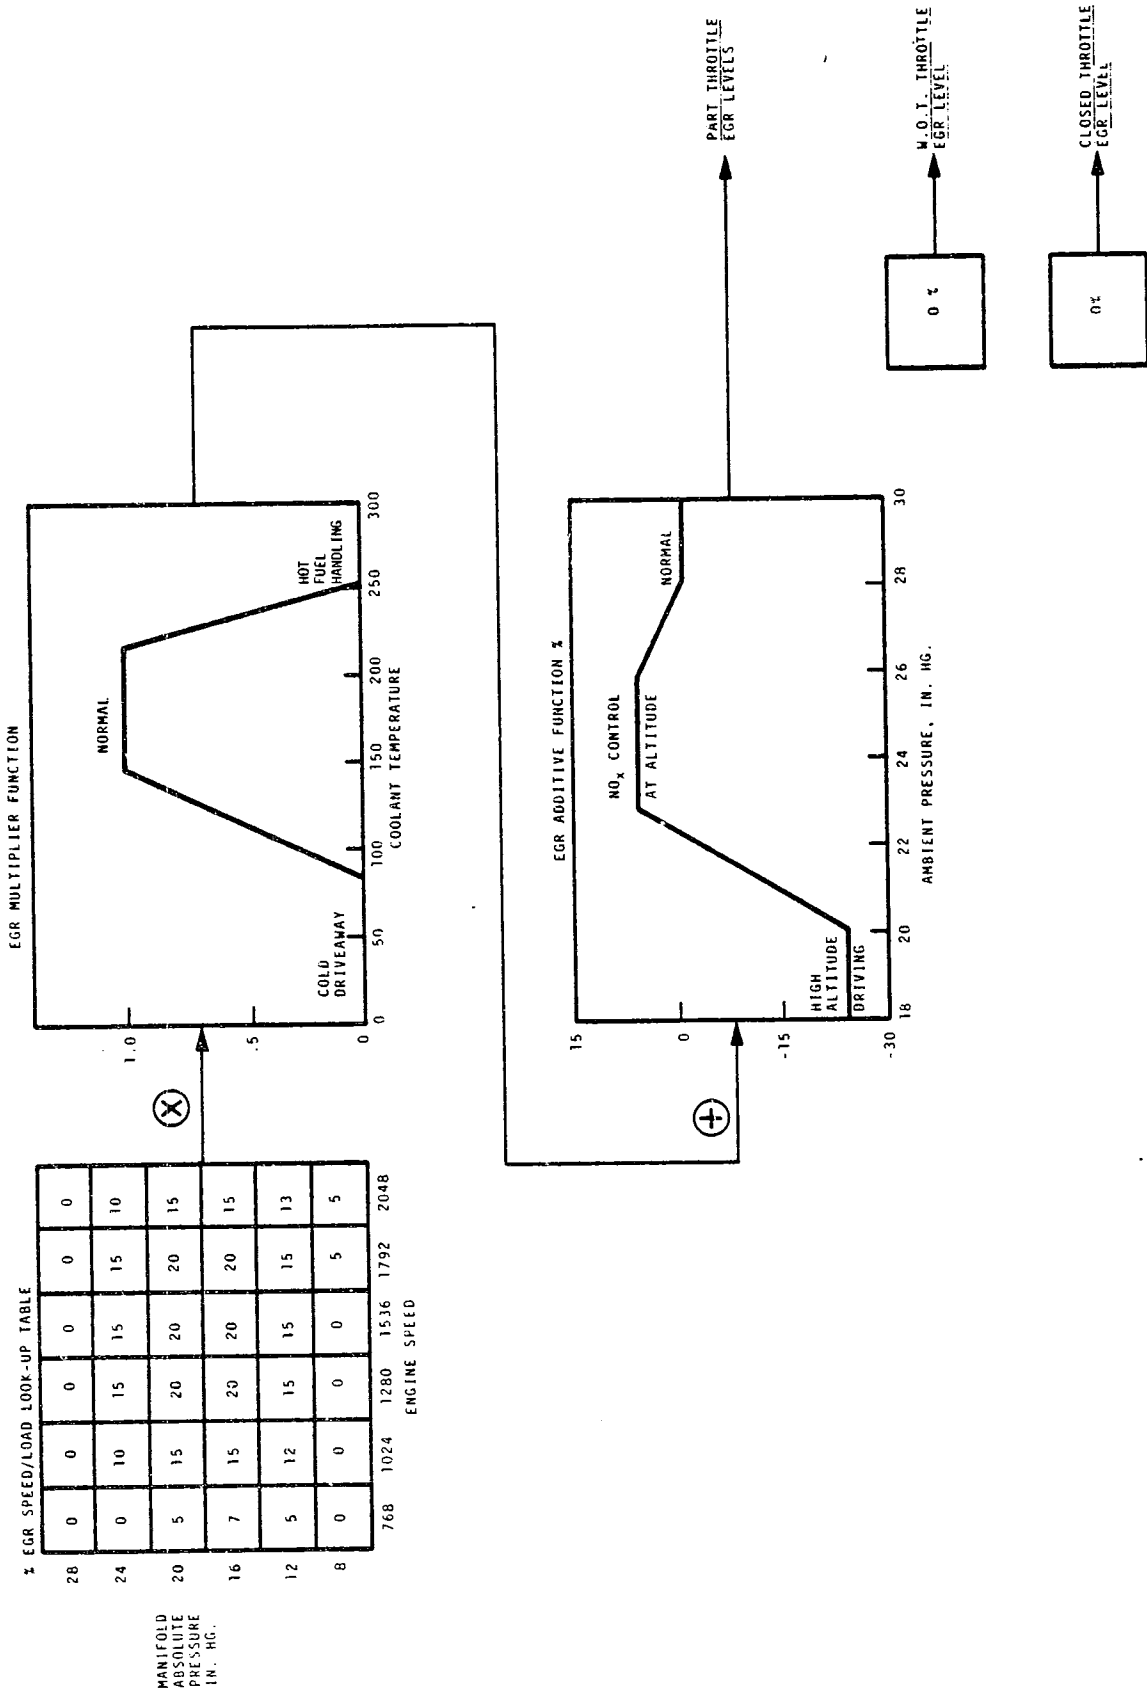 % EGR SPEED/LOAD LOOK-UP TABLE
MANIFOLD
ABSOLUTE
PRESSURE
IN. HG.
28 0 0 0 0 0 0
24 0 10 15 15 15 10
20 5 15 20 20 20 15
16 7 15 20 20 20 15
12 5 12 15 15 15 13
8 0 0 0 0 5 5
768 1024 1280 1536 1792 2048
ENGINE SPEED
X
EGR MULTIPLIER FUNCTION
1.0
.5
0
NORMAL
COLD
DRIVEAWAY
HOT
FUEL
HANDLING
0 50 100 150 200 250 300
COOLANT TEMPERATURE
+
EGR ADDITIVE FUNCTION %
15
0
-15
-30
NOx CONTROL
AT ALTITUDE
NORMAL
HIGH
ALTITUDE
DRIVING
18 20 22 24 26 28 30
AMBIENT PRESSURE, IN. HG.
PART THROTTLE
EGR LEVELS
0 %
W.O.T. THROTTLE
EGR LEVEL
0%
CLOSED THROTTLE
EGR LEVEL